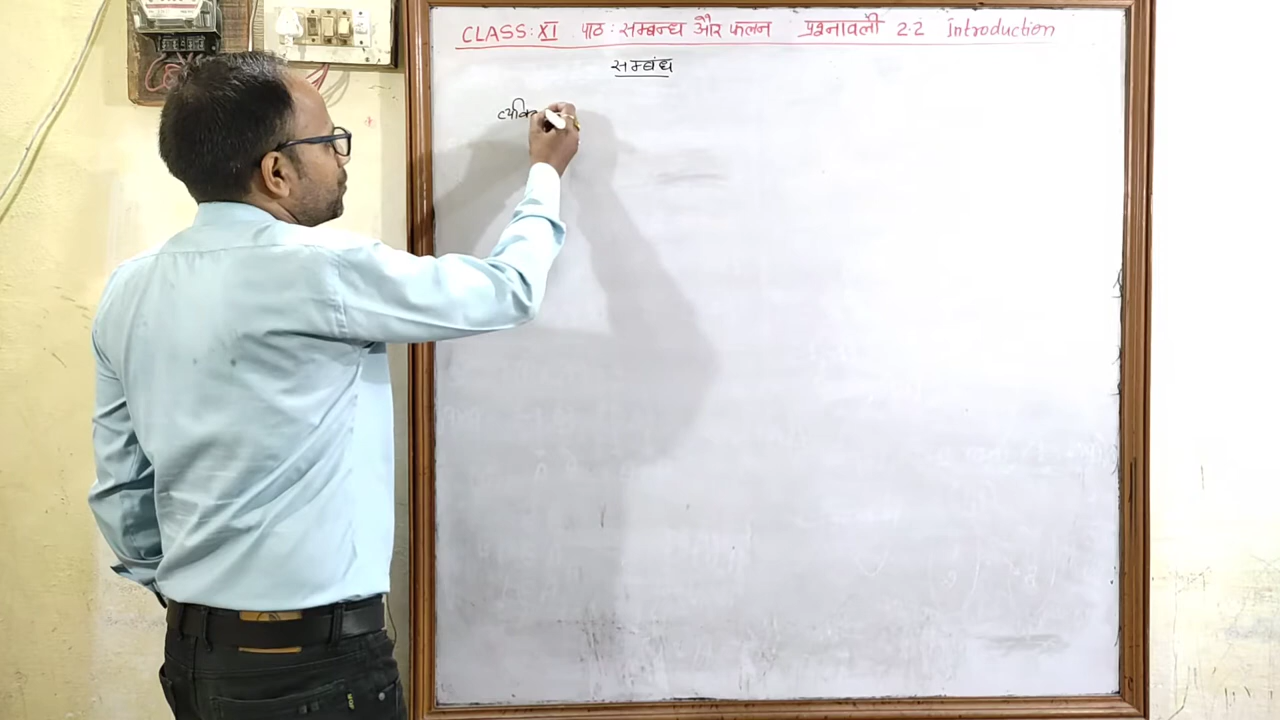 CLASS: XI पाठ : सम्बन्ध और फलन प्रश्नावली 2.2 Introduction
सम्बंध